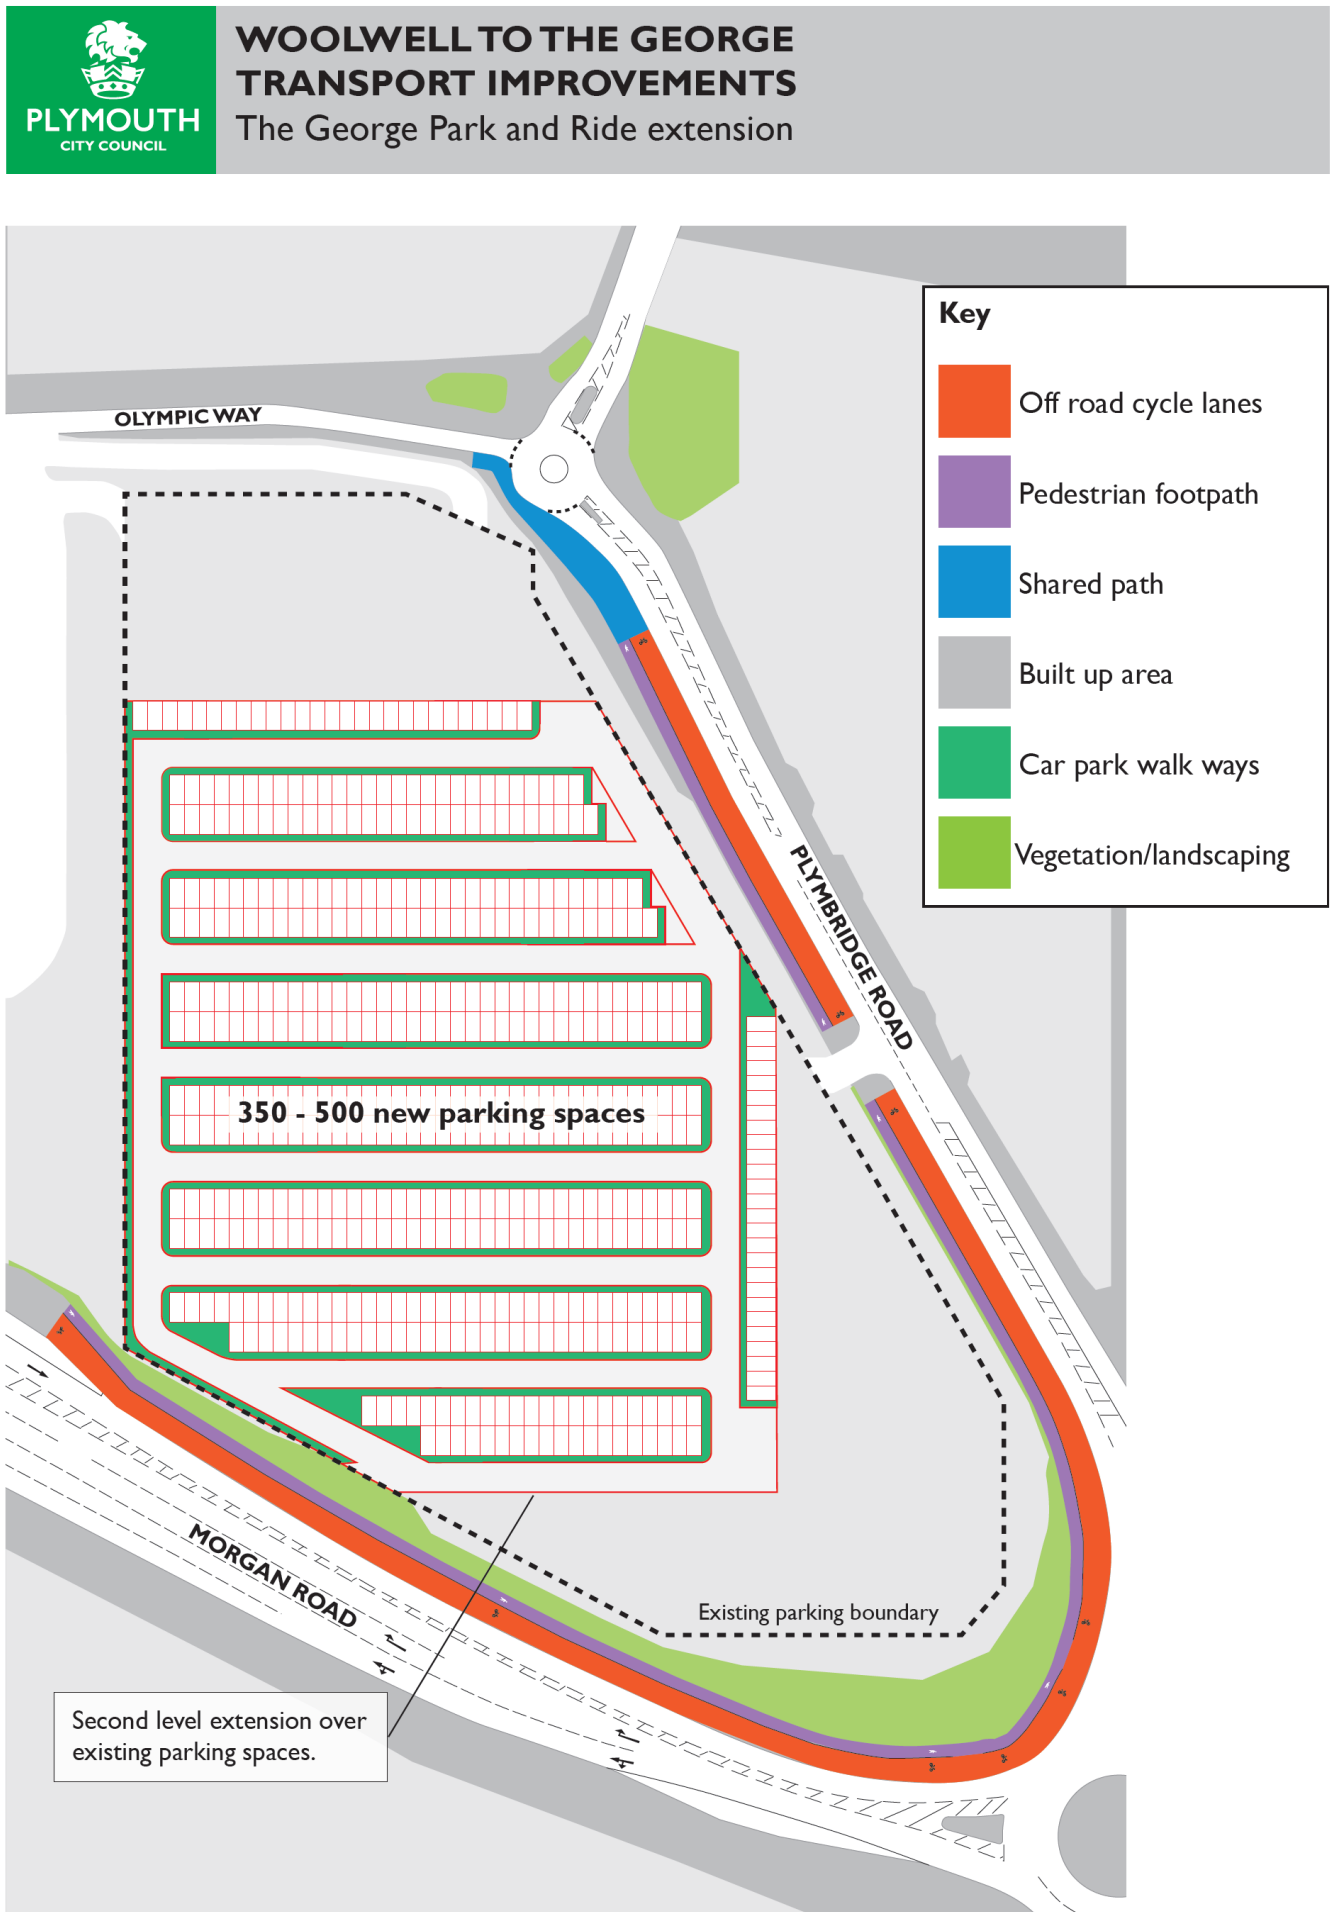 PLYMOUTH
CITY COUNCIL
WOOLWELL TO THE GEORGE
TRANSPORT IMPROVEMENTS
The George Park and Ride extension
Key
Off road cycle lanes
Pedestrian footpath
Shared path
Built up area
Car park walk ways
Vegetation/landscaping
OLYMPIC WAY
PLYMBRIDGE ROAD
350 - 500 new parking spaces
MORGAN ROAD
Existing parking boundary
Second level extension over
existing parking spaces.